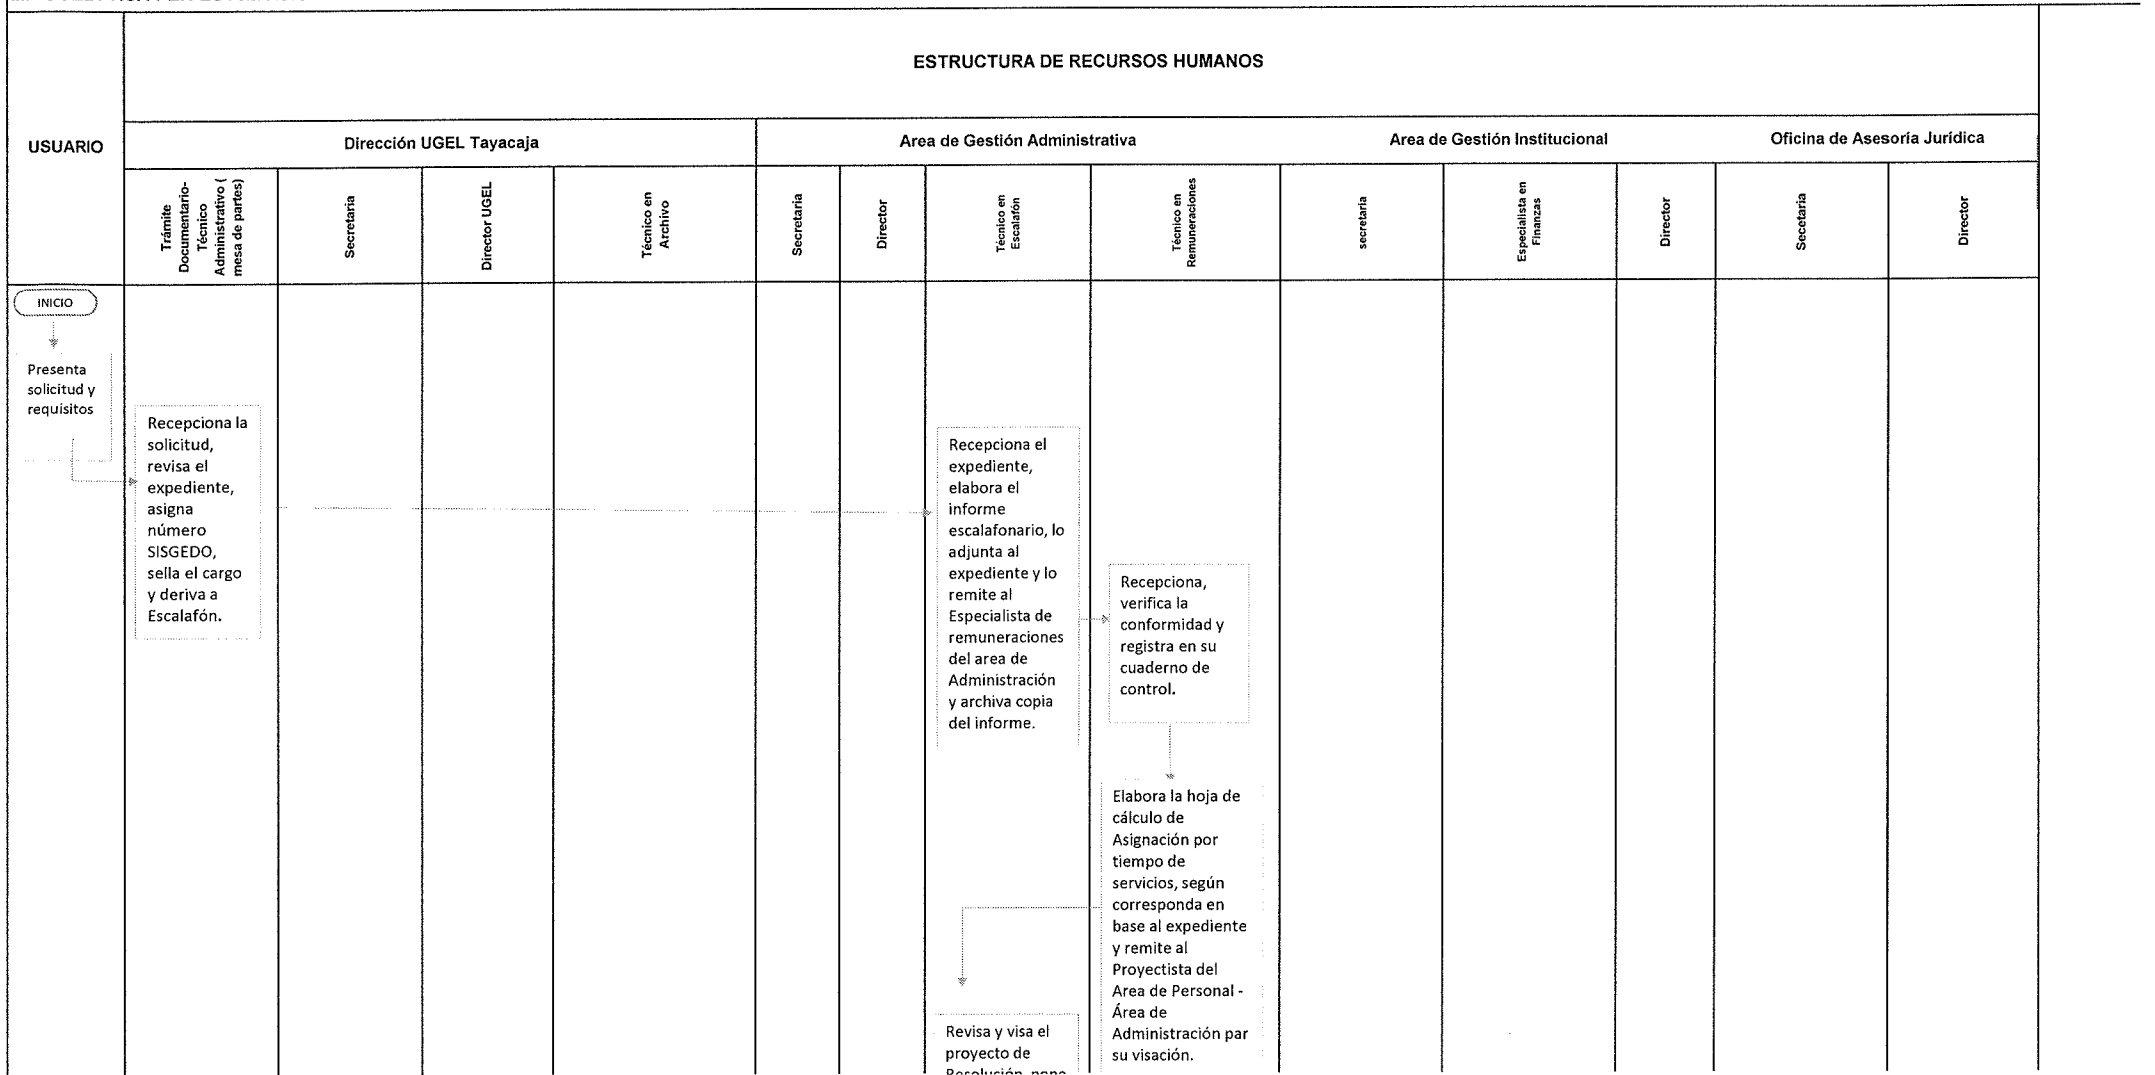 ESTRUCTURA DE RECURSOS HUMANOS
USUARIO
Dirección UGEL Tayacaja
Area de Gestión Administrativa
Area de Gestión Institucional
Oficina de Asesoría Jurídica
Trámite
Documentario-
Técnico
Administrativo (
mesa de partes)
Secretaria
Director UGEL
Técnico en
Archivo
Secretaria
Director
Técnico en
Escalafón
Técnico en
Remuneraciones
secretaria
Especialista en
Finanzas
Director
Secetaria
Director
INICIO
Presenta
solicitud y
requisitos
Recepciona la
solicitud,
revisa el
expediente,
asigna
número
SISGEDO,
sella el cargo
y deriva a
Escalafón.
Recepciona el
expediente,
elabora el
informe
escalafonario, lo
adjunta al
expediente y lo
remite al
Especialista de
remuneraciones
del area de
Administración
y archiva copia
del informe.
Recepciona,
verifica la
conformidad y
registra en su
cuaderno de
control.
Elabora la hoja de
cálculo de
Asignación por
tiempo de
servicios, según
corresponda en
base al expediente
y remite al
Proyectista del
Area de Personal -
Área de
Administración par
su visación.
Revisa y visa el
proyecto de